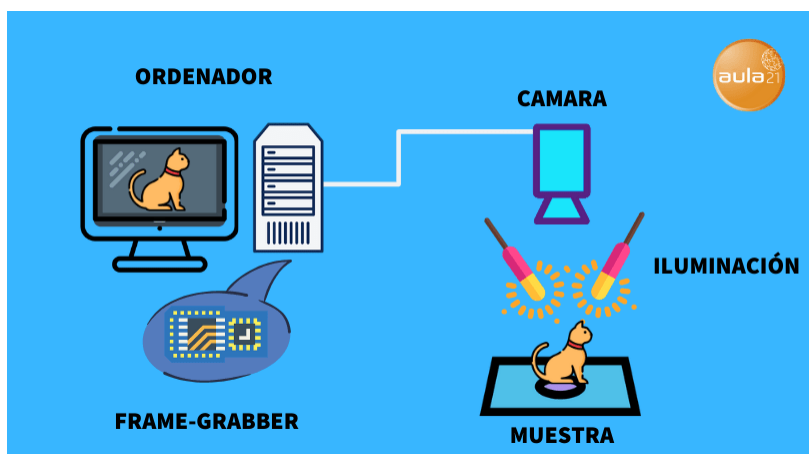 ORDENADOR
CAMARA
aula21
ILUMINACIÓN
FRAME-GRABBER
MUESTRA